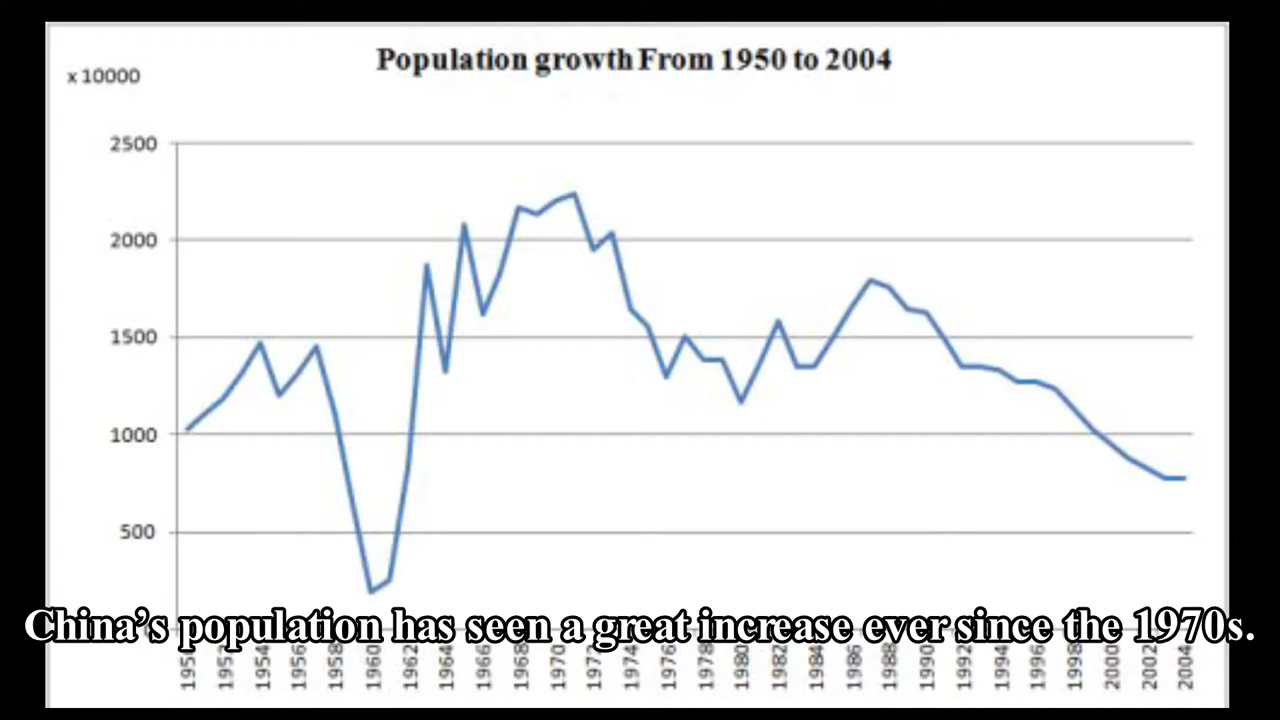 Population growth From 1950 to 2004
x 10000
2500
2000
1500
1000
500
China's population has seen a great increase ever since the 1970s.
1954 1956 1958 1960 1962 1964 1966 1968 1970 1974 1976 1978 1980 1982 1984 1986 1988 1990 1992 1994 1996 1998 2000 2002 2004